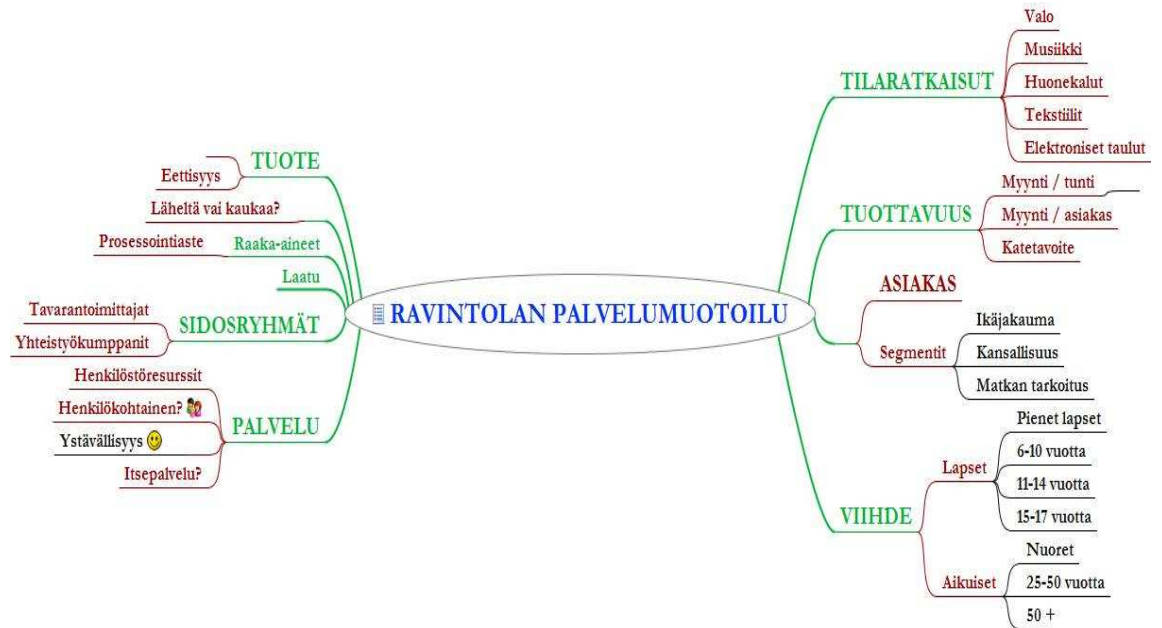 RAVINTOLAN PALVELUMUOTOILU
TUOTE
Eettisyys
Läheltä vai kaukaa?
Raaka-aineet
Prosessointiaste
Laatu
SIDOSRYHMÄT
Tavarantoimittajat
Yhteistyökumppanit
PALVELU
Henkilöstöresurssit
Henkilökohtainen?
Ystävällisyys
Itsepalvelu?
TILARATKAISUT
Valo
Musiikki
Huonekalut
Tekstiilit
Elektroniset taulut
TUOTTAVUUS
Myynti / tunti
Myynti / asiakas
Katetavoite
ASIAKAS
Segmentit
Ikäjakauma
Kansallisuus
Matkan tarkoitus
VIIHDE
Lapset
Pienet lapset
6-10 vuotta
11-14 vuotta
15-17 vuotta
Aikuiset
Nuoret
25-50 vuotta
50 +